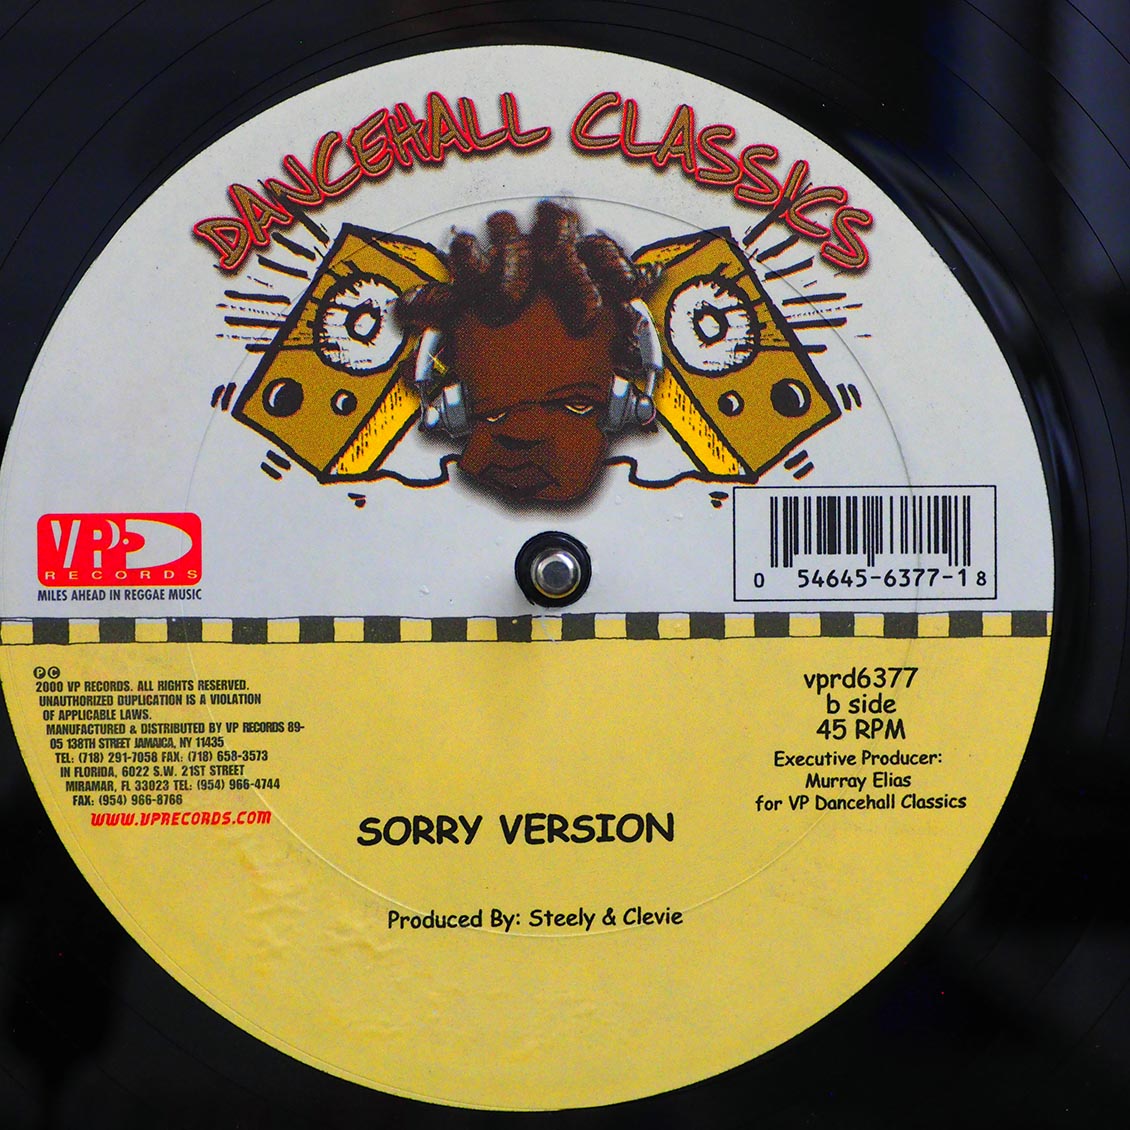 DANCEHALL CLASSICS
VP
RECORDS
MILES AHEAD IN REGGAE MUSIC
0 54645-6377-1 8
Ⓟ©
2000 VP RECORDS. ALL RIGHTS RESERVED.
UNAUTHORIZED DUPLICATION IS A VIOLATION
OF APPLICABLE LAWS.
MANUFACTURED & DISTRIBUTED BY VP RECORDS 89-
05 138TH STREET JAMAICA, NY 11435
TEL: (718) 291-7058 FAX: (718) 658-3573
IN FLORIDA, 6022 S.W. 21ST STREET
MIRAMAR, FL 33023 TEL: (954) 966-4744
FAX: (954) 966-8766
WWW.VPRECORDS.COM
vprd6377
b side
45 RPM
Executive Producer:
Murray Elias
for VP Dancehall Classics
SORRY VERSION
Produced By: Steely & Clevie